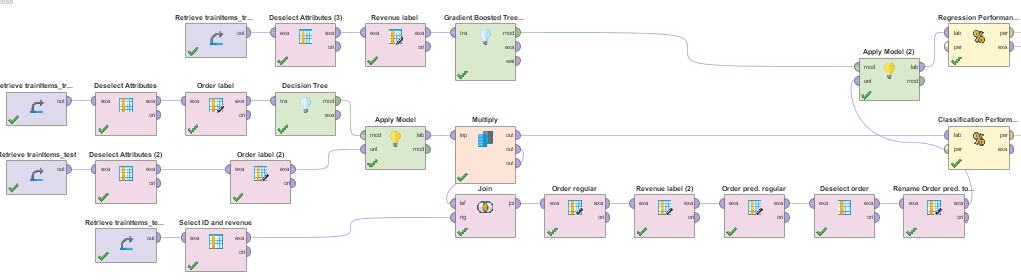 Retrieve trainItems_tr...
Deselect Attributes (3)
Revenue label
Gradient Boosted Tree...
Regression Performan...
out
exa
exa
ori
exa
exa
ori
tra
mod
exa
wei
lab
per
per
exa
Apply Model (2)
mod
unl
lab
mod
etrieve trainItems_tr...
Deselect Attributes
Order label
Decision Tree
out
exa
exa
ori
exa
exa
ori
tra
mod
exa
Apply Model
Multiply
Classification Perform...
mod
unl
lab
mod
inp
out
out
out
lab
per
per
exa
etrieve trainItems_test
Deselect Attributes (2)
Order label (2)
out
exa
exa
ori
exa
exa
ori
Join
Order regular
Revenue label (2)
Order pred. regular
Deselect order
Rename Order pred. to...
lef
rig
joi
exa
exa
ori
exa
exa
ori
exa
exa
ori
exa
exa
ori
exa
exa
ori
Retrieve trainItems_te...
Select ID and revenue
out
exa
exa
ori